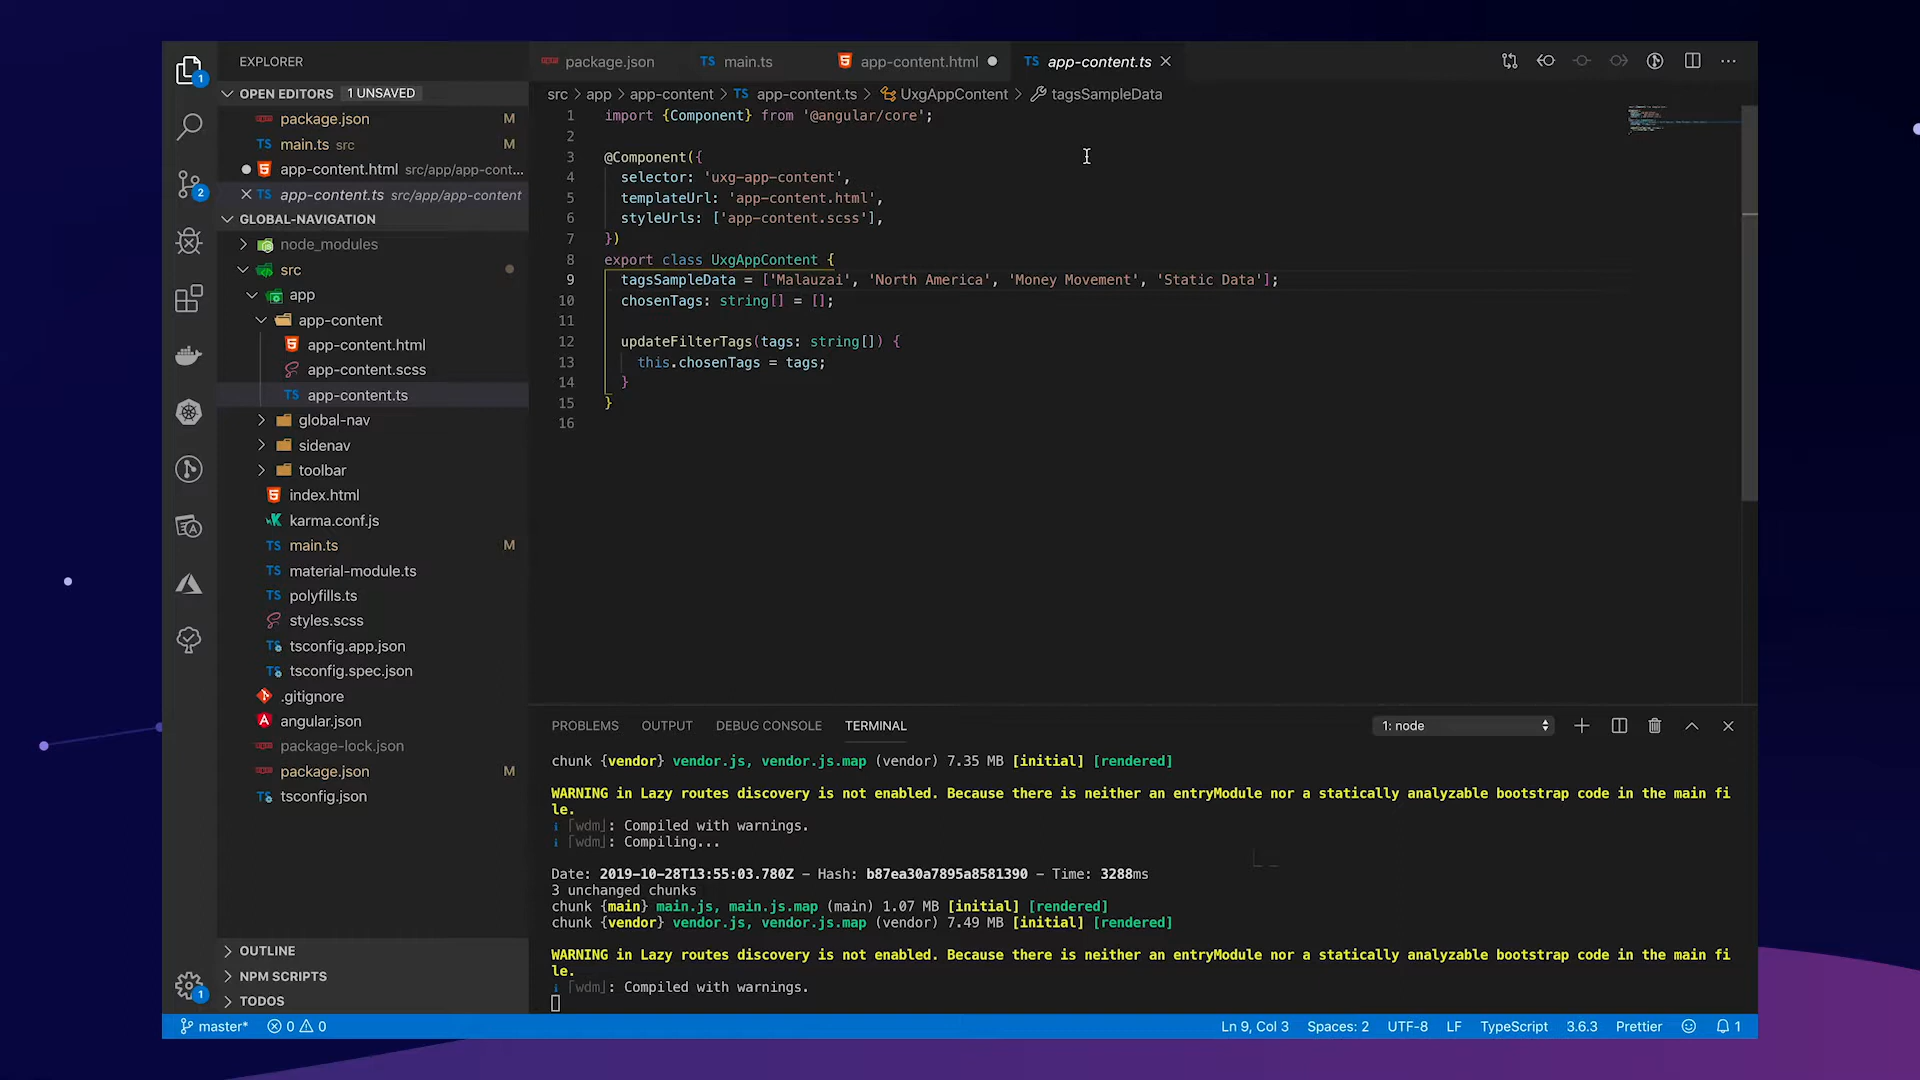 EXPLORER
OPEN EDITORS 1 UNSAVED
package.json M
TS main.ts src M
app-content.html src/app/app-cont...
TS app-content.ts src/app/app-content
GLOBAL-NAVIGATION
node_modules
src
app
app-content
app-content.html
app-content.scss
TS app-content.ts
global-nav
sidenav
toolbar
index.html
karma.conf.js
TS main.ts M
TS material-module.ts
TS polyfills.ts
styles.scss
TS tsconfig.app.json
TS tsconfig.spec.json
.gitignore
angular.json
package-lock.json
package.json M
TS tsconfig.json
OUTLINE
NPM SCRIPTS
TODOS
1
2
1
package.json TS main.ts app-content.html TS app-content.ts
src > app > app-content > TS app-content.ts > UxgAppContent > tagsSampleData
1 import {Component} from '@angular/core';
2
3 @Component({
4 selector: 'uxg-app-content',
5 templateUrl: 'app-content.html',
6 styleUrls: ['app-content.scss'],
7 })
8 export class UxgAppContent {
9 tagsSampleData = ['Malauzai', 'North America', 'Money Movement', 'Static Data'];
10 chosenTags: string[] = [];
11
12 updateFilterTags(tags: string[]) {
13 this.chosenTags = tags;
14 }
15 }
16
PROBLEMS OUTPUT DEBUG CONSOLE TERMINAL 1: node
chunk {vendor} vendor.js, vendor.js.map (vendor) 7.35 MB [initial] [rendered]
WARNING in Lazy routes discovery is not enabled. Because there is neither an entryModule nor a statically analyzable bootstrap code in the main fi
le.
i ｢wdm｣: Compiled with warnings.
i ｢wdm｣: Compiling...
Date: 2019-10-28T13:55:03.780Z - Hash: b87ea30a7895a8581390 - Time: 3288ms
3 unchanged chunks
chunk {main} main.js, main.js.map (main) 1.07 MB [initial] [rendered]
chunk {vendor} vendor.js, vendor.js.map (vendor) 7.49 MB [initial] [rendered]
WARNING in Lazy routes discovery is not enabled. Because there is neither an entryModule nor a statically analyzable bootstrap code in the main fi
le.
i ｢wdm｣: Compiled with warnings.
master* 0 0 Ln 9, Col 3 Spaces: 2 UTF-8 LF TypeScript 3.6.3 Prettier 1